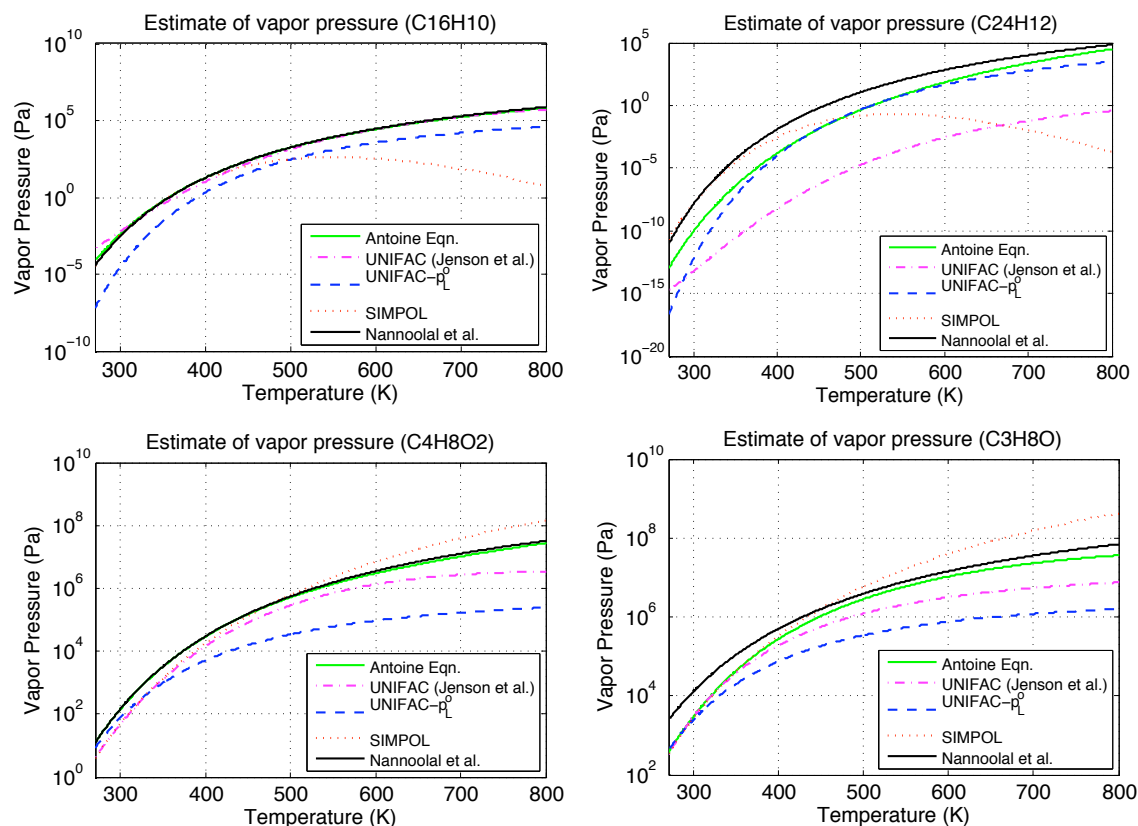 Estimate of vapor pressure (C16H10)
10^10
10^5
10^0
10^−5
10^−10
Vapor Pressure (Pa)
Antoine Eqn.
UNIFAC (Jenson et al.)
UNIFAC−p_L^o
SIMPOL
Nannoolal et al.
300 400 500 600 700 800
Temperature (K)
Estimate of vapor pressure (C24H12)
10^5
10^0
10^−5
10^−10
10^−15
10^−20
Vapor Pressure (Pa)
Antoine Eqn.
UNIFAC (Jenson et al.)
UNIFAC−p_L^o
SIMPOL
Nannoolal et al.
300 400 500 600 700 800
Temperature (K)
Estimate of vapor pressure (C4H8O2)
10^10
10^8
10^6
10^4
10^2
10^0
Vapor Pressure (Pa)
Antoine Eqn.
UNIFAC (Jenson et al.)
UNIFAC−p_L^o
SIMPOL
Nannoolal et al.
300 400 500 600 700 800
Temperature (K)
Estimate of vapor pressure (C3H8O)
10^10
10^8
10^6
10^4
10^2
Vapor Pressure (Pa)
Antoine Eqn.
UNIFAC (Jenson et al.)
UNIFAC−p_L^o
SIMPOL
Nannoolal et al.
300 400 500 600 700 800
Temperature (K)